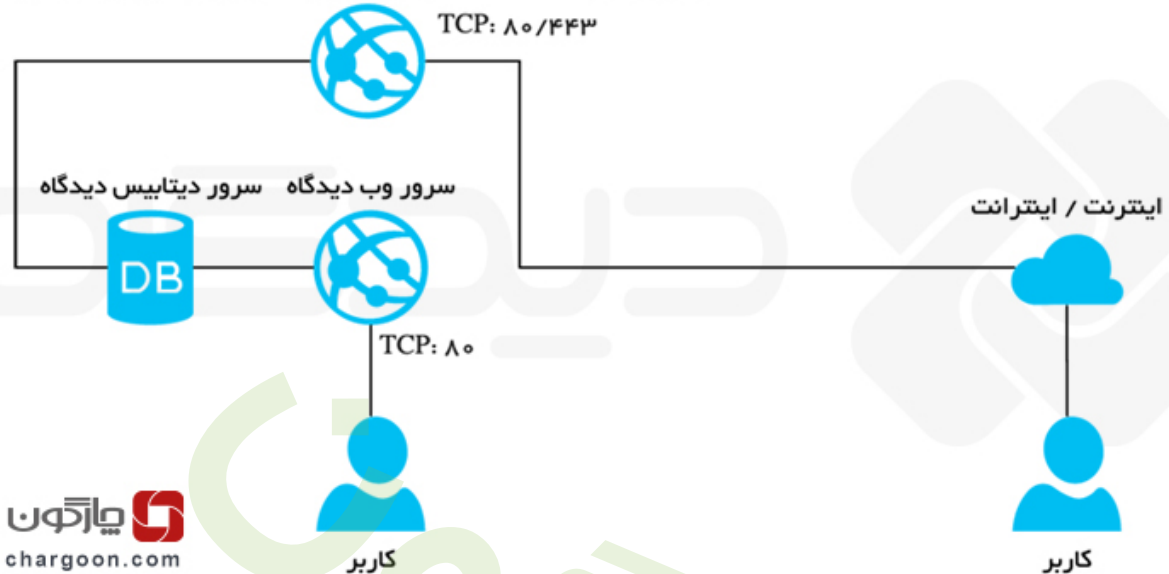 TCP: ۸۰/۴۴۳
سرور وب دیدگاه
سرور دیتابیس دیدگاه
اینترنت / اینترانت
DB
TCP: ۸۰
دیدگاه
کاربر
کاربر
چارگون
chargoon.com